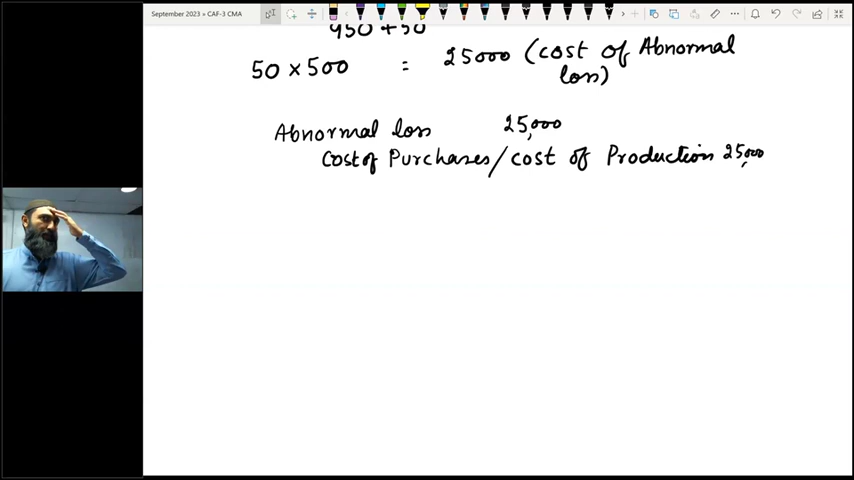 September 2023 » CAF-3 CMA
950 + 50
50 × 500 = 25000 (cost of Abnormal
loss)
Abnormal loss 25,000
Cost of Purchases / cost of Production 25,000